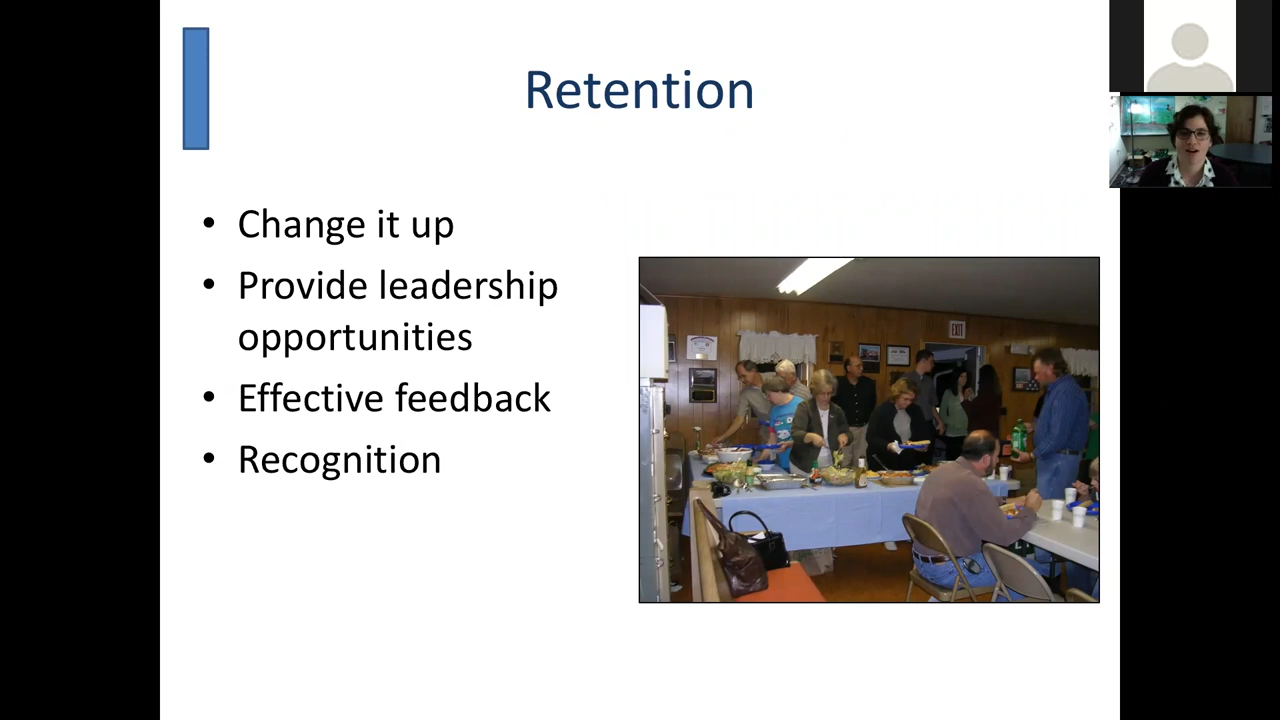 Retention
• Change it up
• Provide leadership
opportunities
• Effective feedback
• Recognition
EXIT